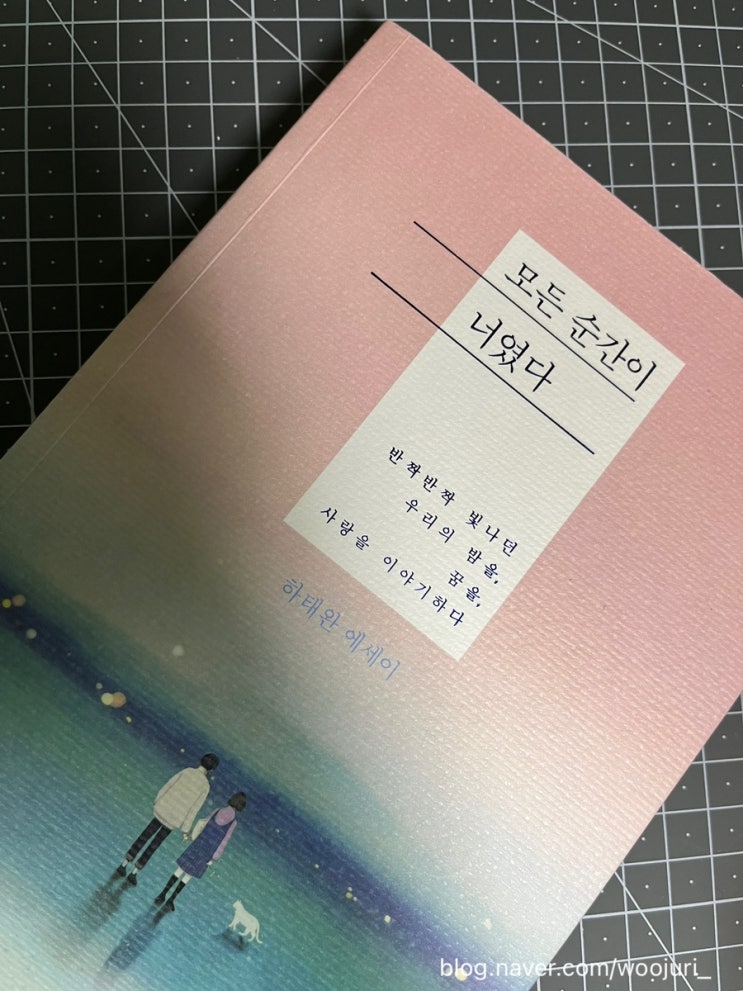 모든 순간이
너였다
반짝반짝 빛나던
우리의 밤을,
꿈을,
사랑을 이야기하다
하태완 에세이
blog.naver.com/woojuri_